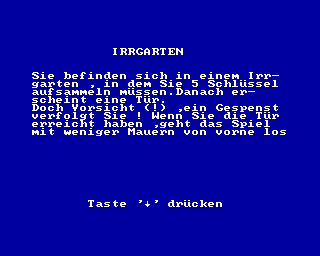 IRRGARTEN
Sie befinden sich in einem Irr-
garten , in dem Sie 5 Schlüssel
aufsammeln müssen.Danach er-
scheint eine Tür.
Doch Vorsicht (!) ,ein Gespenst
verfolgt Sie ! Wenn Sie die Tür
erreicht haben ,geht das Spiel
mit weniger Mauern von vorne los
Taste '↓' drücken